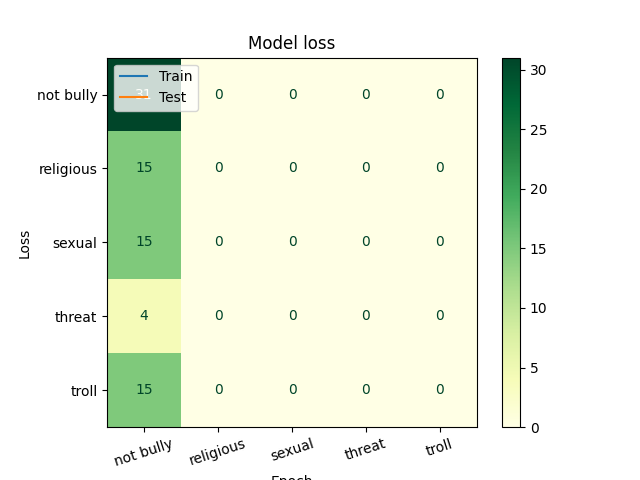 Model loss
Train
Test
not bully 31 0 0 0 0
religious 15 0 0 0 0
sexual 15 0 0 0 0
threat 4 0 0 0 0
troll 15 0 0 0 0
not bully religious sexual threat troll
Loss
Epoch
30
25
20
15
10
5
0